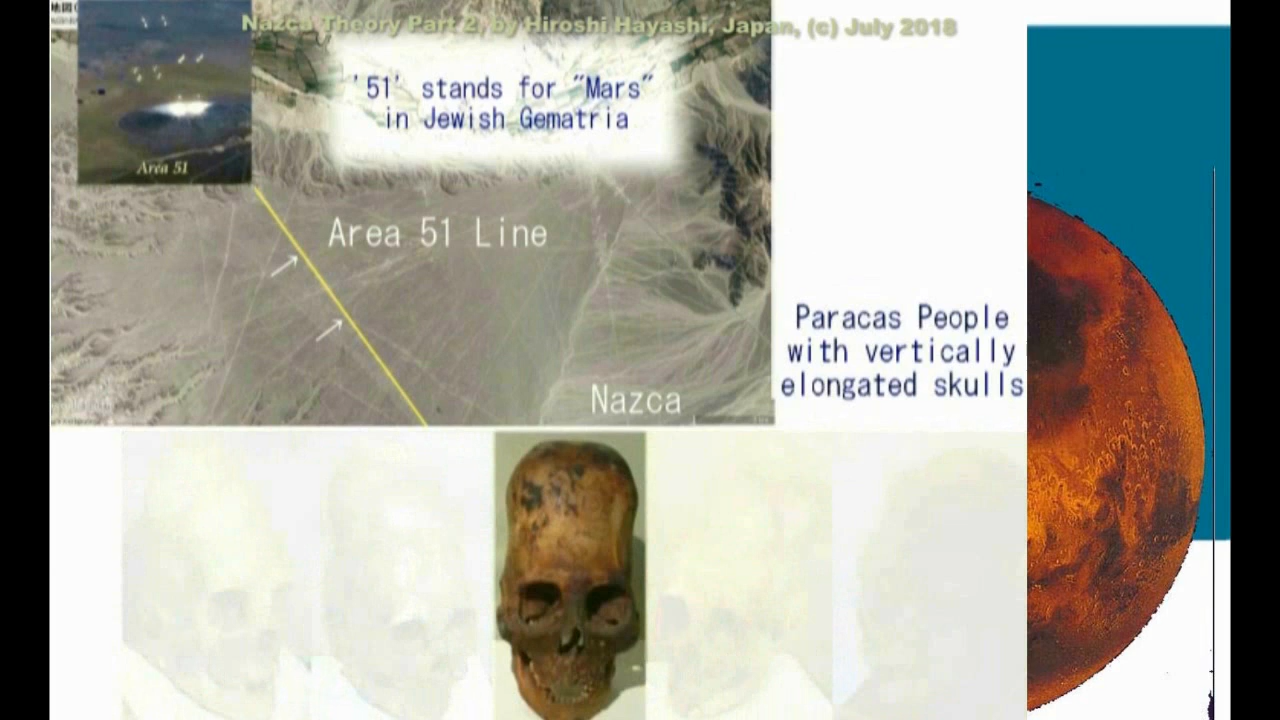 Nazca Theory Part 2, by Hiroshi Hayashi, Japan, (c) July 2018
'51' stands for "Mars"
in Jewish Gematria
Area 51
Area 51 Line
Paracas People
with vertically
elongated skulls
Nazca